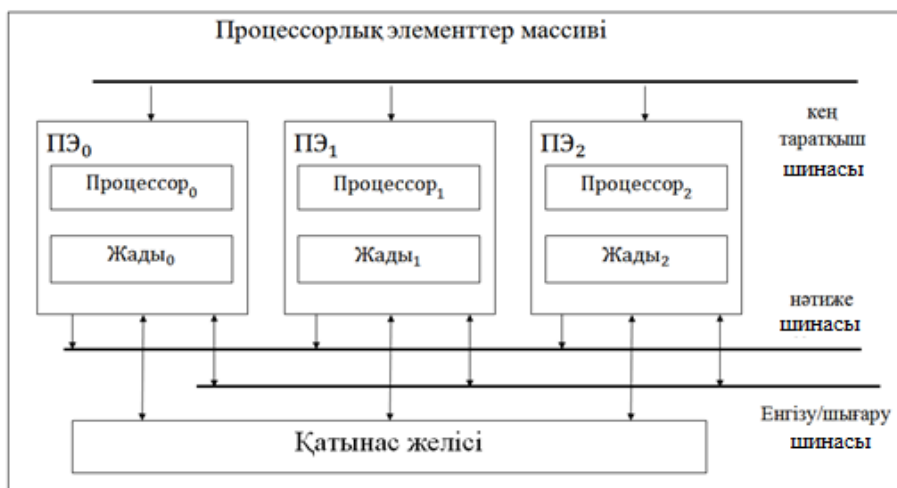 Процессорлық элементтер массиві
кең
таратқыш
шинасы
ПЭ₀
Процессор₀
Жады₀
ПЭ₁
Процессор₁
Жады₁
ПЭ₂
Процессор₂
Жады₂
нәтиже
шинасы
Енгізу/шығару
шинасы
Қатынас желісі